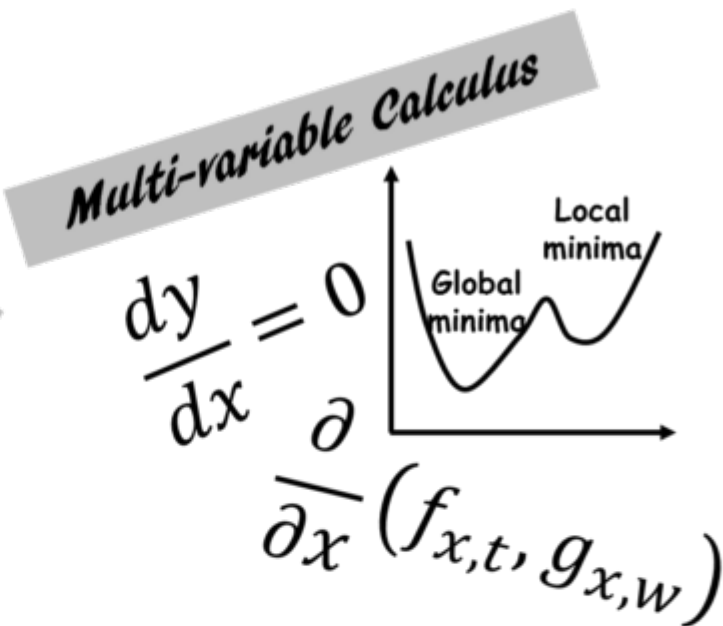 Multi-variable Calculus
Local
minima
Global
minima
dy/dx = 0
∂/∂x (f_{x,t}, g_{x,w})